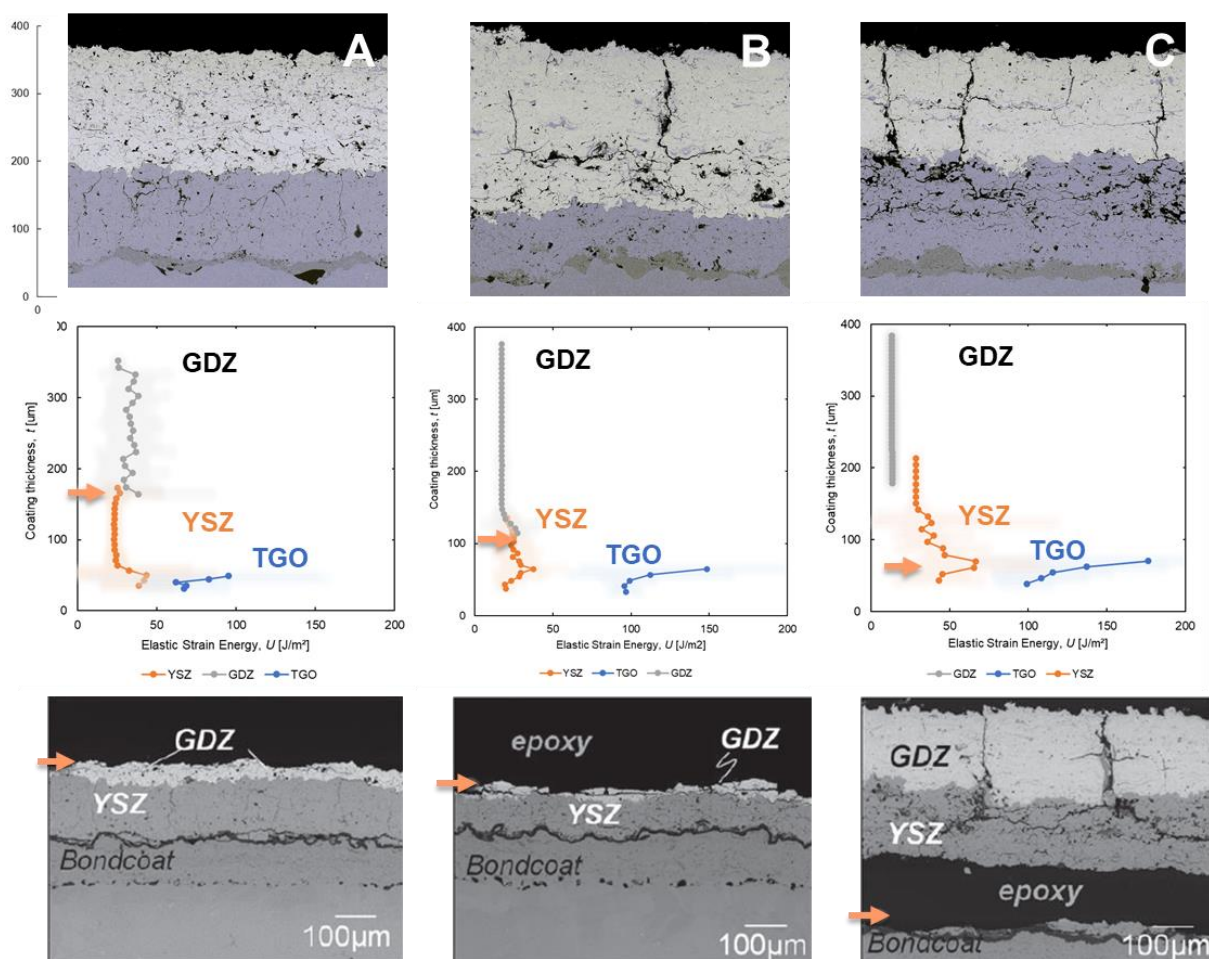 400
300
200
100
0
0
A
B
C
00
300
200
100
0
0
50
100
150
200
Coating thickness, t [um]
Elastic Strain Energy, U [J/m²]
GDZ
YSZ
TGO
YSZ
GDZ
TGO
400
300
200
100
0
0
50
100
150
200
Coating thickness, t [um]
Elastic Strain Energy, U [J/m2]
GDZ
YSZ
TGO
YSZ
TGO
GDZ
400
300
200
100
0
0
50
100
150
200
Coating thickness, t [um]
Elastic Strain Energy, U [J/m²]
GDZ
YSZ
TGO
GDZ
TGO
YSZ
GDZ
YSZ
Bondcoat
100µm
epoxy
GDZ
YSZ
Bondcoat
100µm
GDZ
YSZ
epoxy
Bondcoat
100µm